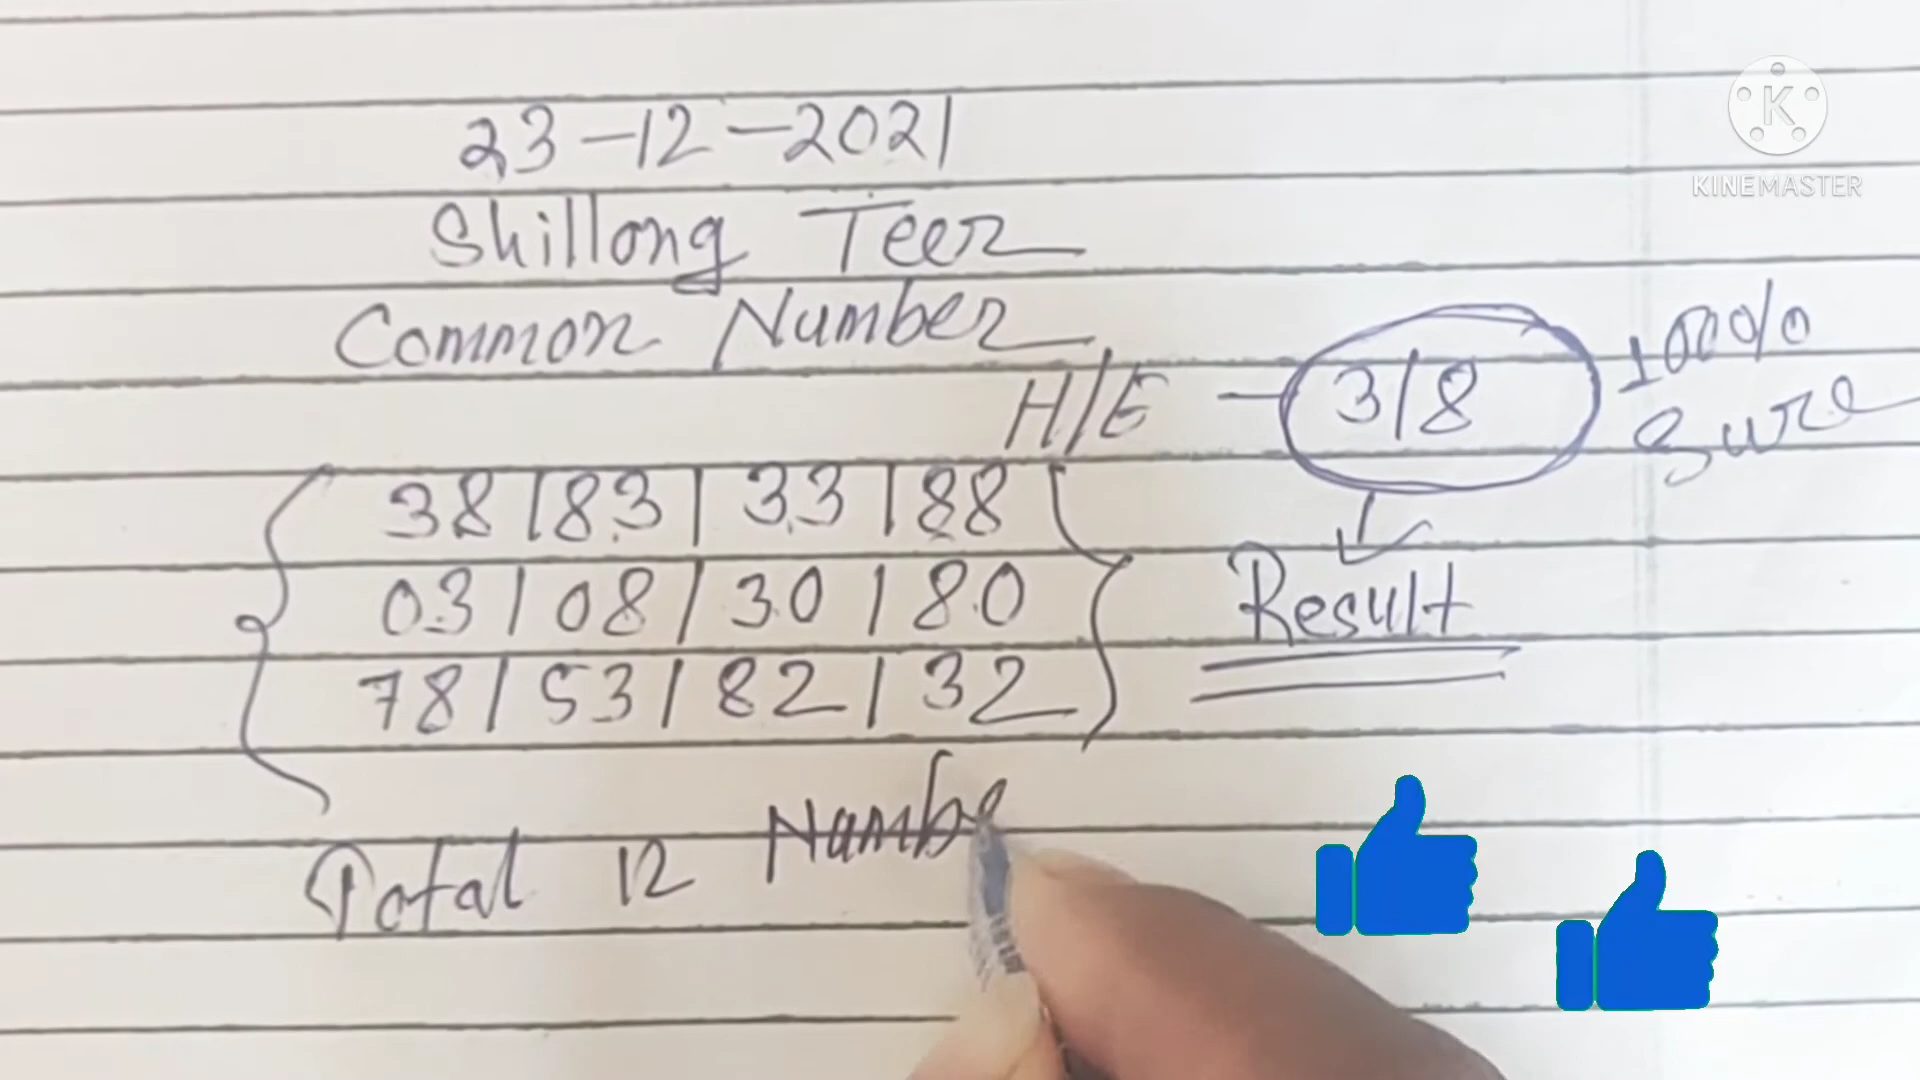 23-12-2021
KINEMASTER
Shillong Teer
Common Number
H/E - 3/8 100% Sure
38 | 83 | 33 | 88
03 | 08 | 30 | 80
Result
78 | 53 | 82 | 32
Total 12 Numbe